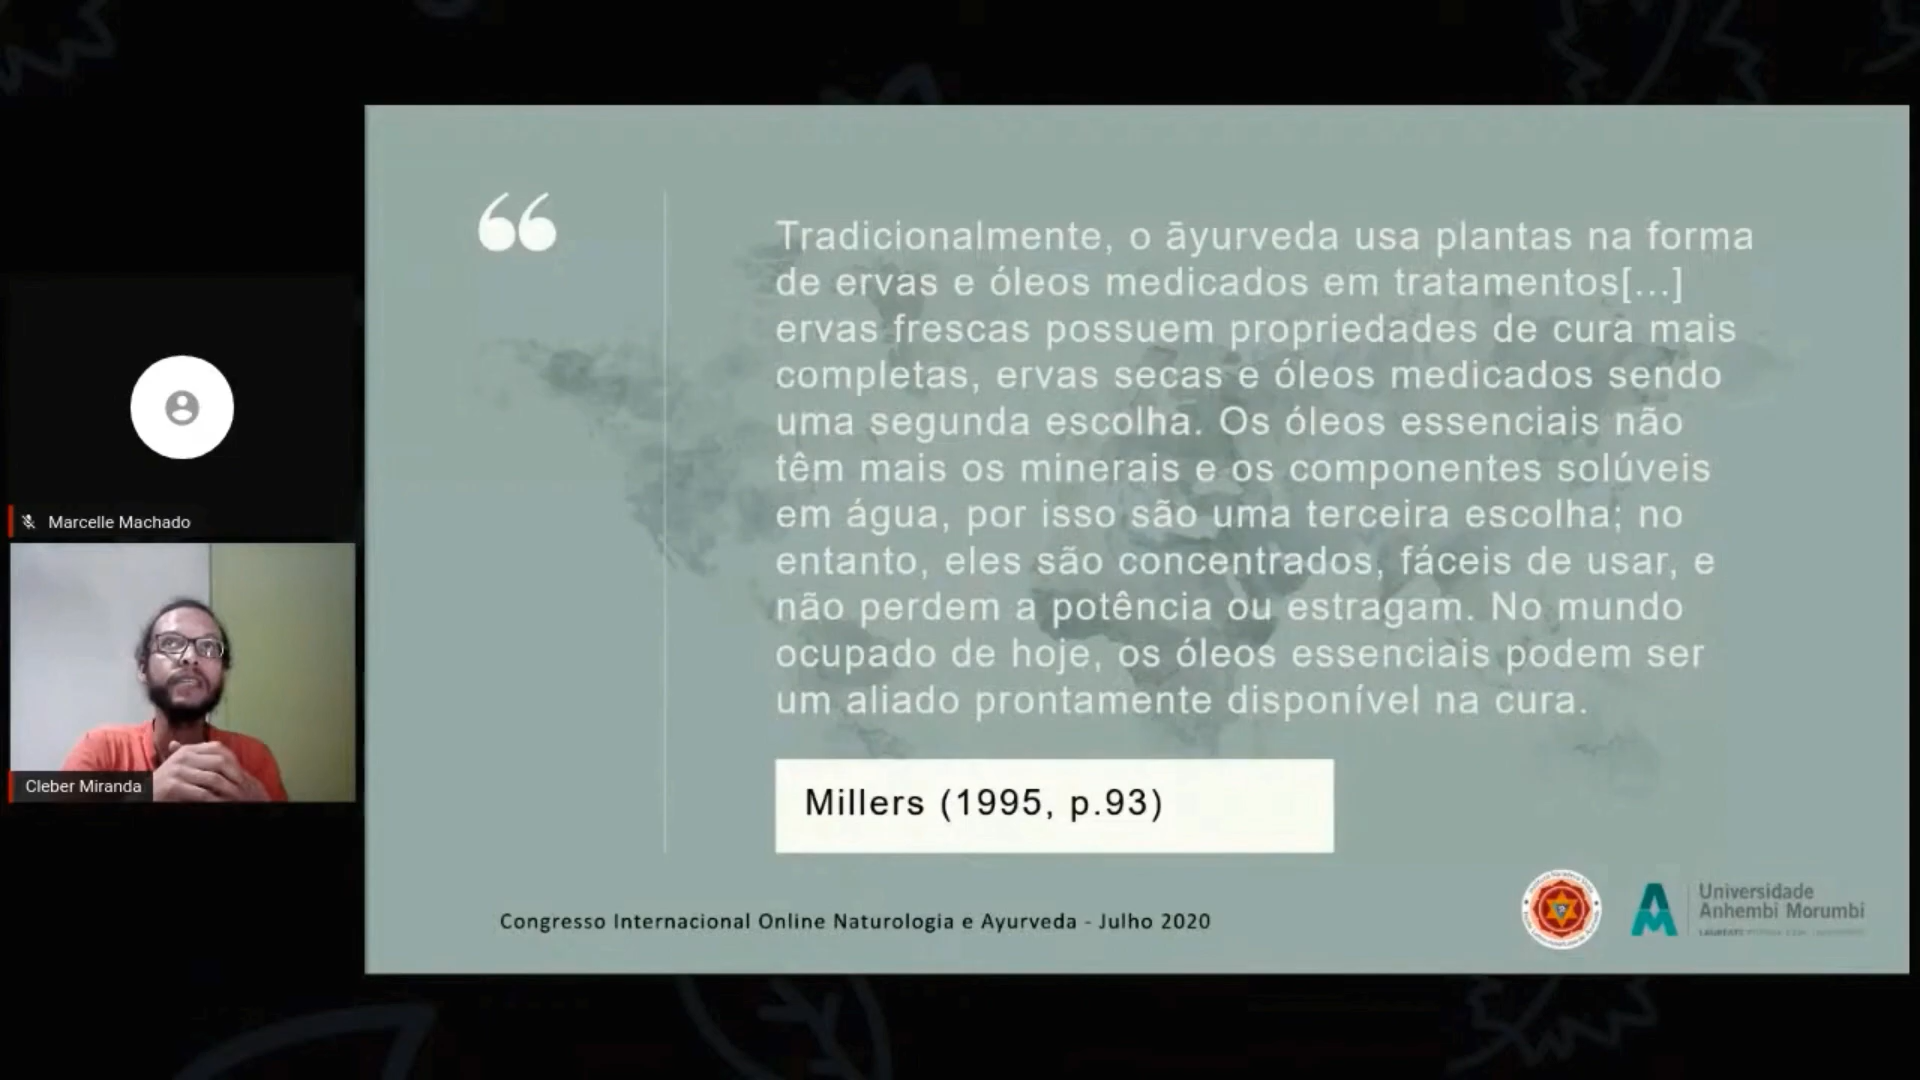 Tradicionalmente, o āyurveda usa plantas na forma
de ervas e óleos medicados em tratamentos[...]
ervas frescas possuem propriedades de cura mais
completas, ervas secas e óleos medicados sendo
uma segunda escolha. Os óleos essenciais não
têm mais os minerais e os componentes solúveis
em água, por isso são uma terceira escolha; no
entanto, eles são concentrados, fáceis de usar, e
não perdem a potência ou estragam. No mundo
ocupado de hoje, os óleos essenciais podem ser
um aliado prontamente disponível na cura.
Millers (1995, p.93)
Marcelle Machado
Cleber Miranda
Congresso Internacional Online Naturologia e Ayurveda - Julho 2020
Universidade
Anhembi Morumbi